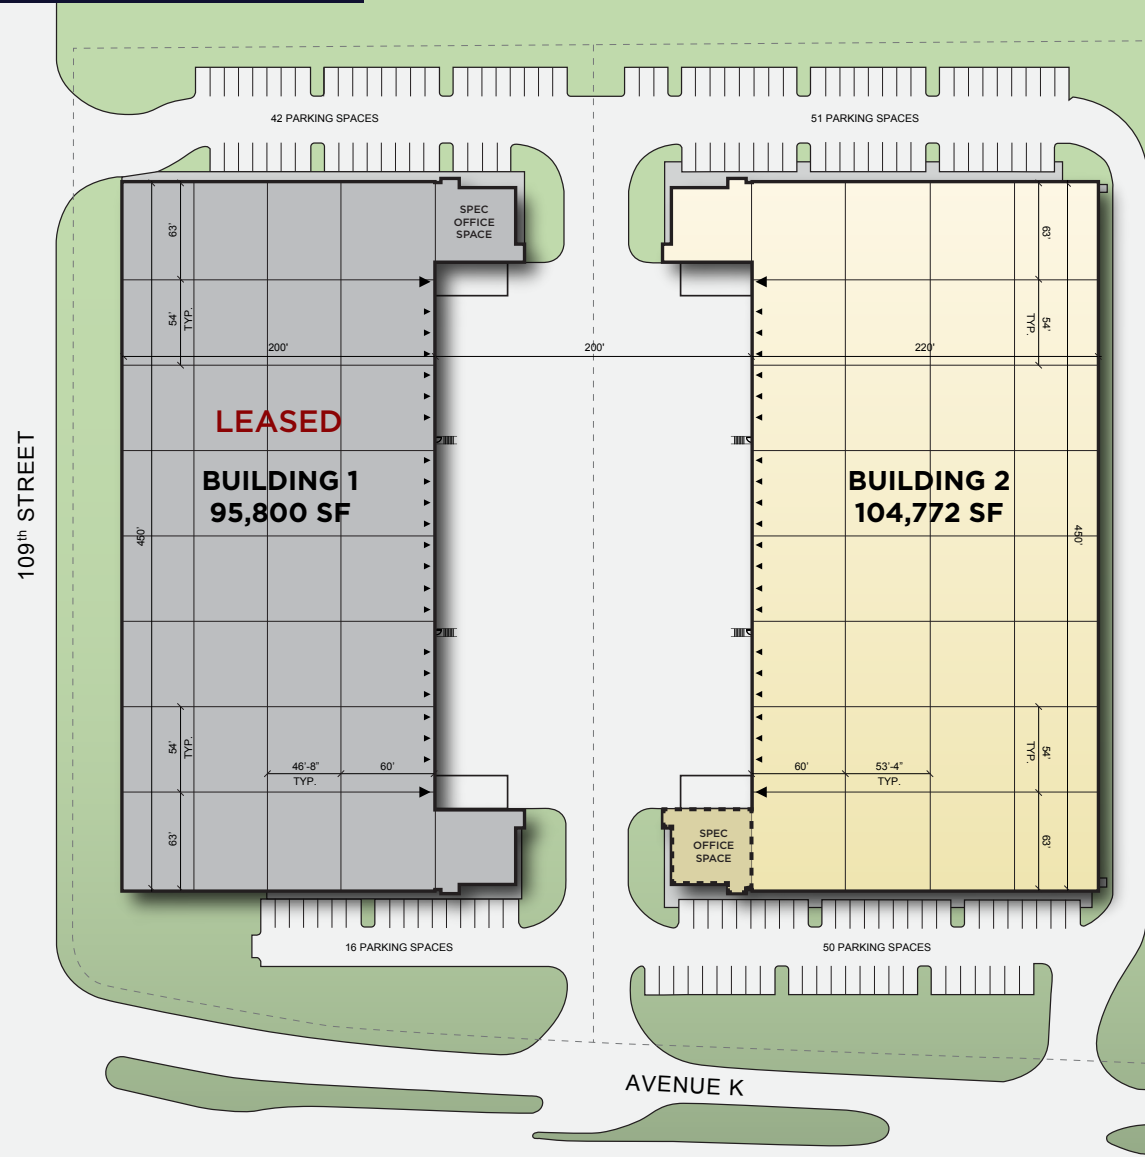 42 PARKING SPACES
51 PARKING SPACES
SPEC
OFFICE
SPACE
63'
63'
54'
TYP.
54'
TYP.
200'
200'
220'
LEASED
BUILDING 1
95,800 SF
BUILDING 2
104,772 SF
109th STREET
450'
450'
54'
TYP.
54'
TYP.
46'-8"
TYP.
60'
60'
53'-4"
TYP.
63'
63'
SPEC
OFFICE
SPACE
16 PARKING SPACES
50 PARKING SPACES
AVENUE K